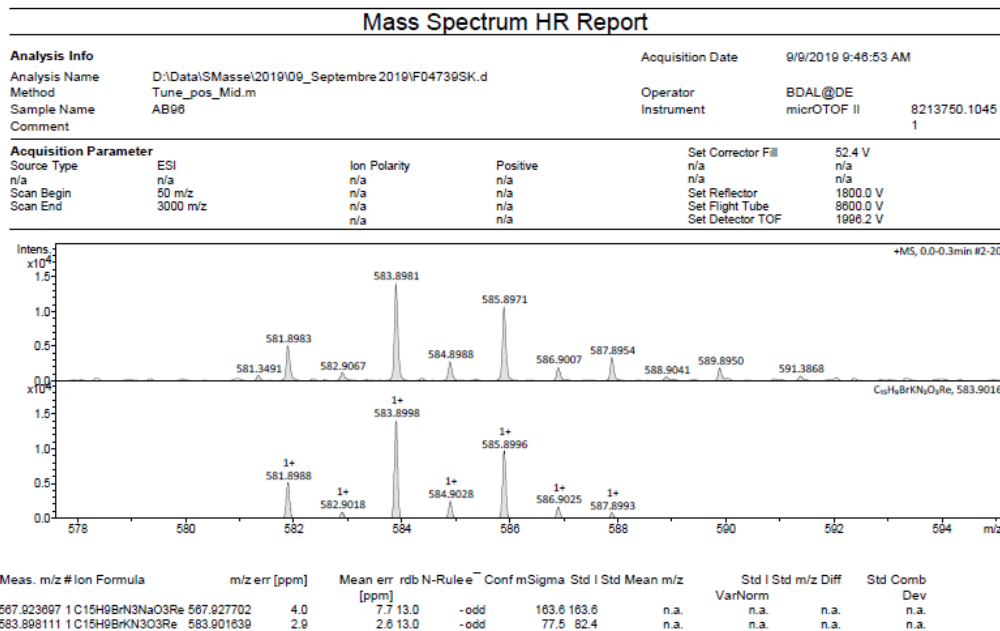 Mass Spectrum HR Report
Analysis Info Acquisition Date 9/9/2019 9:46:53 AM
Analysis Name D:\Data\SMasse\2019\09_Septembre 2019\F04739SK.d
Method Tune_pos_Mid.m Operator BDAL@DE
Sample Name AB96 Instrument micrOTOF II 8213750.1045
Comment 1
Acquisition Parameter Set Corrector Fill 52.4 V
Source Type ESI Ion Polarity Positive n/a n/a
n/a n/a n/a n/a n/a n/a
Scan Begin 50 m/z n/a n/a Set Reflector 1800.0 V
Scan End 3000 m/z n/a n/a Set Flight Tube 8600.0 V
n/a n/a Set Detector TOF 1996.2 V
Intens. +MS, 0.0-0.3min #2-20
x10⁴
1.5
1.0
0.5
0.0
581.3491 581.8983 582.9067 583.8981 584.8988 585.8971 586.9007 587.8954 588.9041 589.8950 591.3868
x10⁴ C₁₅H₉BrKN₃O₃Re, 583.9016
1.5
1.0
0.5
0.0
1+
581.8988
1+
582.9018
1+
583.8998
1+
584.9028
1+
585.8996
1+
586.9025
1+
587.8993
578 580 582 584 586 588 590 592 594 m/z
Meas. m/z # Ion Formula m/z err [ppm] Mean err [ppm] rdb N-Rule e⁻ Conf mSigma Std I Std Mean m/z Std I VarNorm Std m/z Diff Std Comb Dev
567.923697 1 C15H9BrN3NaO3Re 567.927702 4.0 7.7 13.0 - odd 163.6 163.6 n.a. n.a. n.a. n.a.
583.898111 1 C15H9BrKN3O3Re 583.901639 2.9 2.6 13.0 - odd 77.5 82.4 n.a. n.a. n.a. n.a.